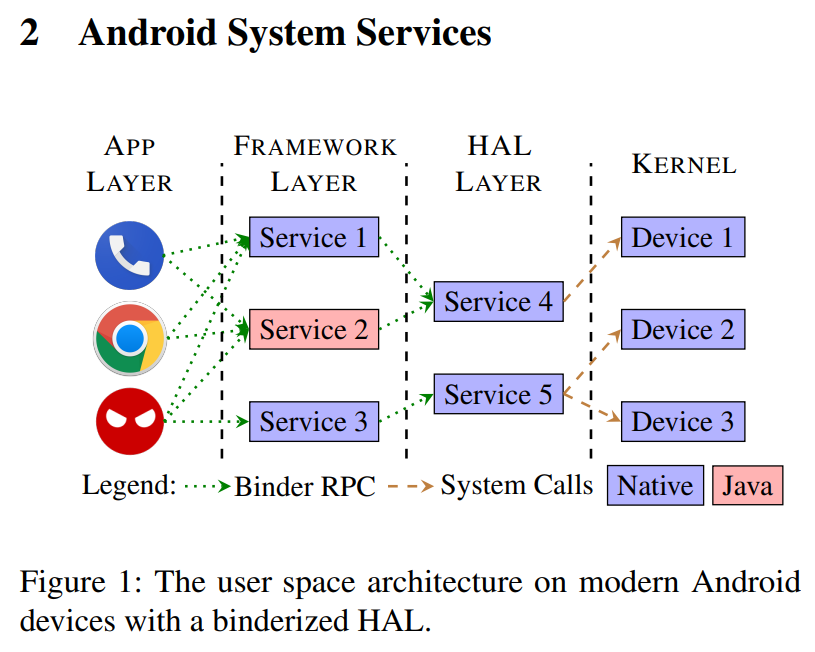 2 Android System Services
APP
LAYER
FRAMEWORK
LAYER
HAL
LAYER
KERNEL
Service 1
Service 2
Service 3
Service 4
Service 5
Device 1
Device 2
Device 3
Legend: Binder RPC System Calls Native Java
Figure 1: The user space architecture on modern Android
devices with a binderized HAL.